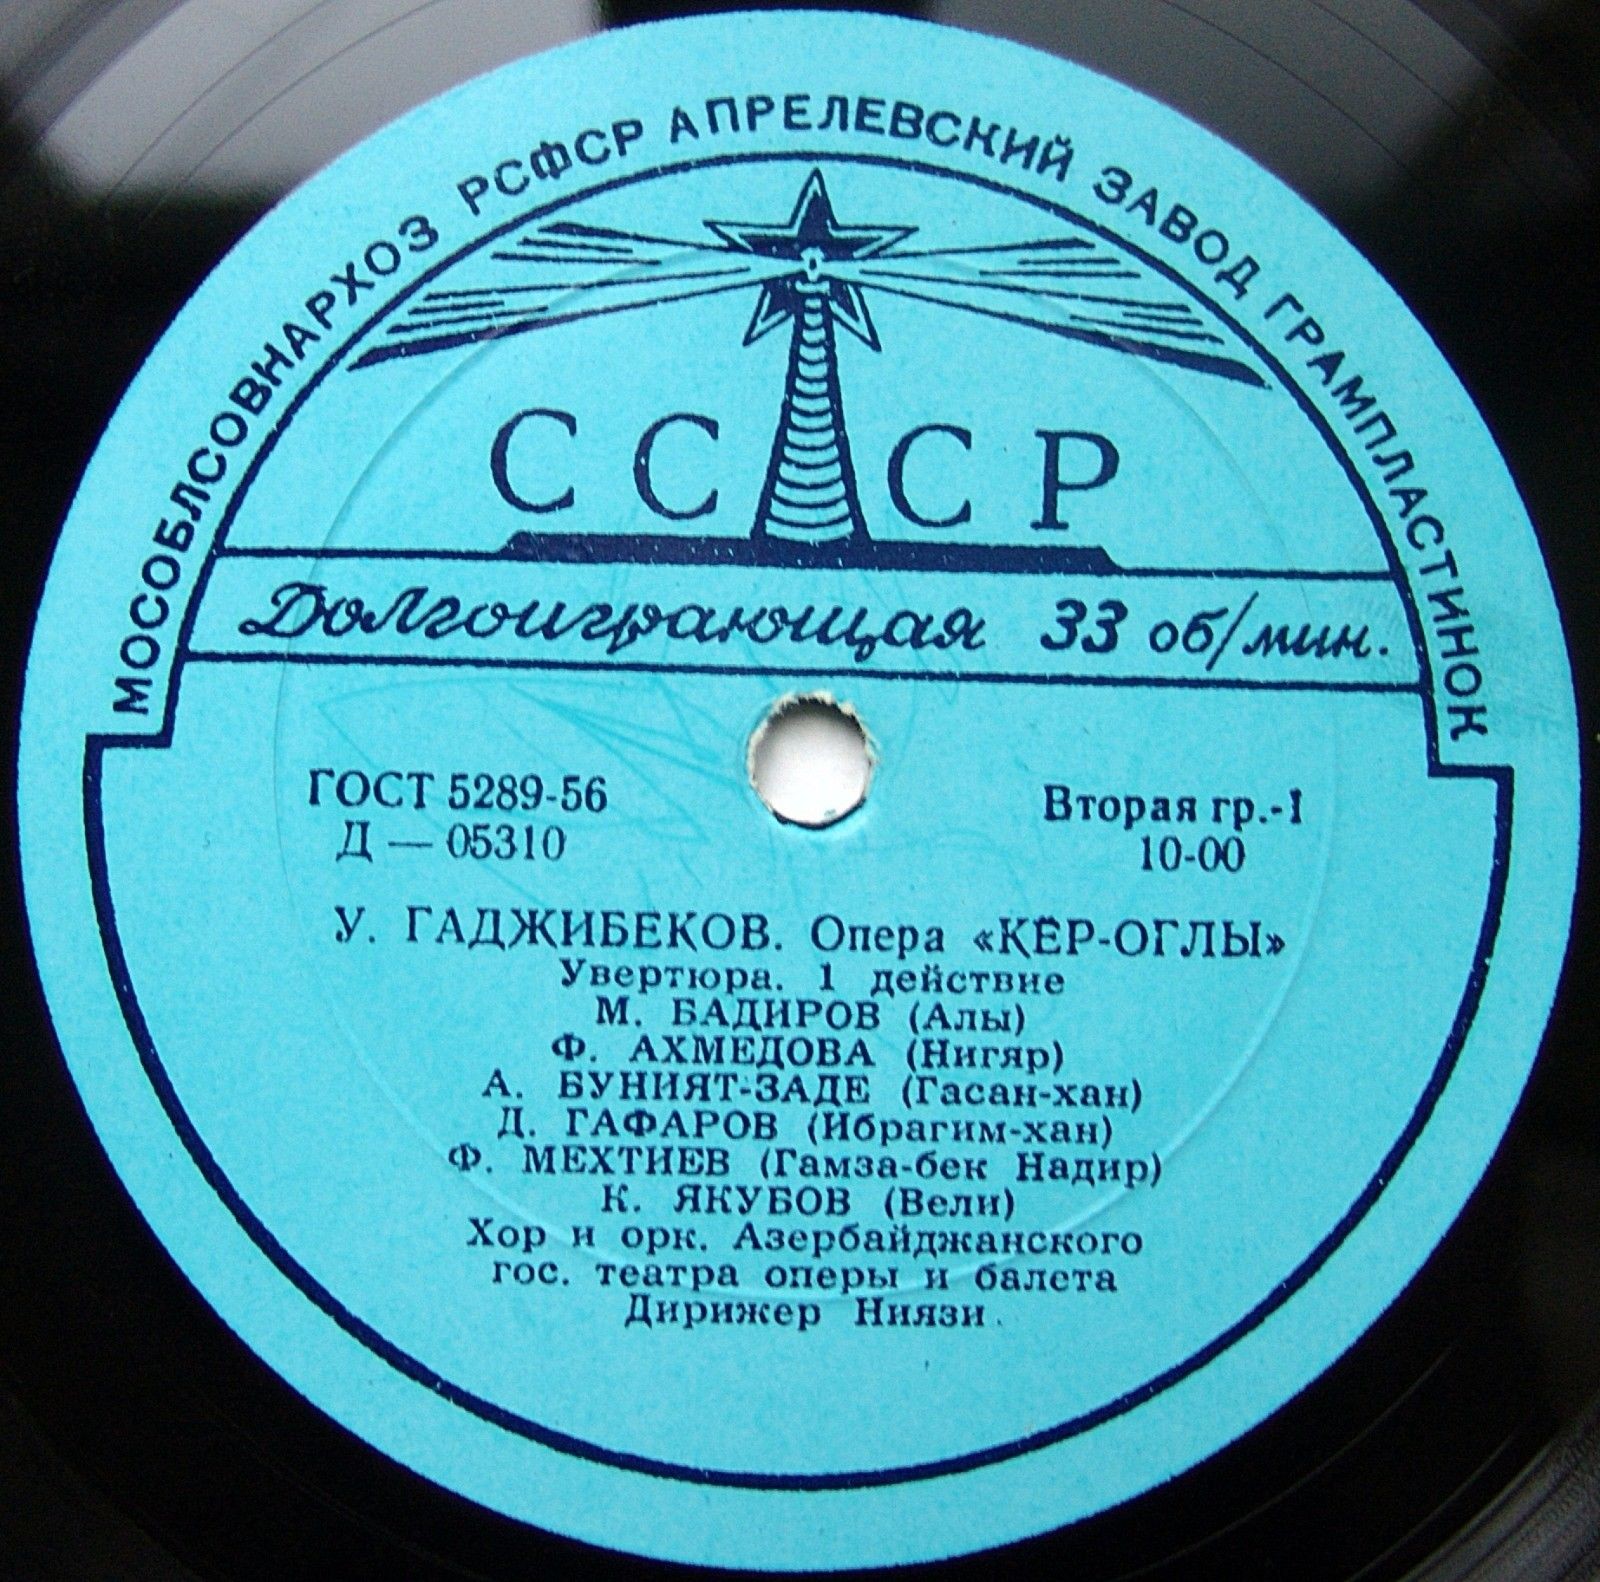 МОСОБЛСОВНАРХОЗ РСФСР АПРЕЛЕВСКИЙ ЗАВОД ГРАМПЛАСТИНОК
СССР
Долгоиграющая 33 об/мин.
ГОСТ 5289-56
Вторая гр.-1
Д — 05310
10-00
У. ГАДЖИБЕКОВ. Опера «КЁР-ОГЛЫ»
Увертюра. 1 действие
М. БАДИРОВ (Алы)
Ф. АХМЕДОВА (Нигяр)
А. БУНИЯТ-ЗАДЕ (Гасан-хан)
Д. ГАФАРОВ (Ибрагим-хан)
Ф. МЕХТИЕВ (Гамза-бек Надир)
К. ЯКУБОВ (Вели)
Хор и орк. Азербайджанского
гос. театра оперы и балета
Дирижер Ниязи.